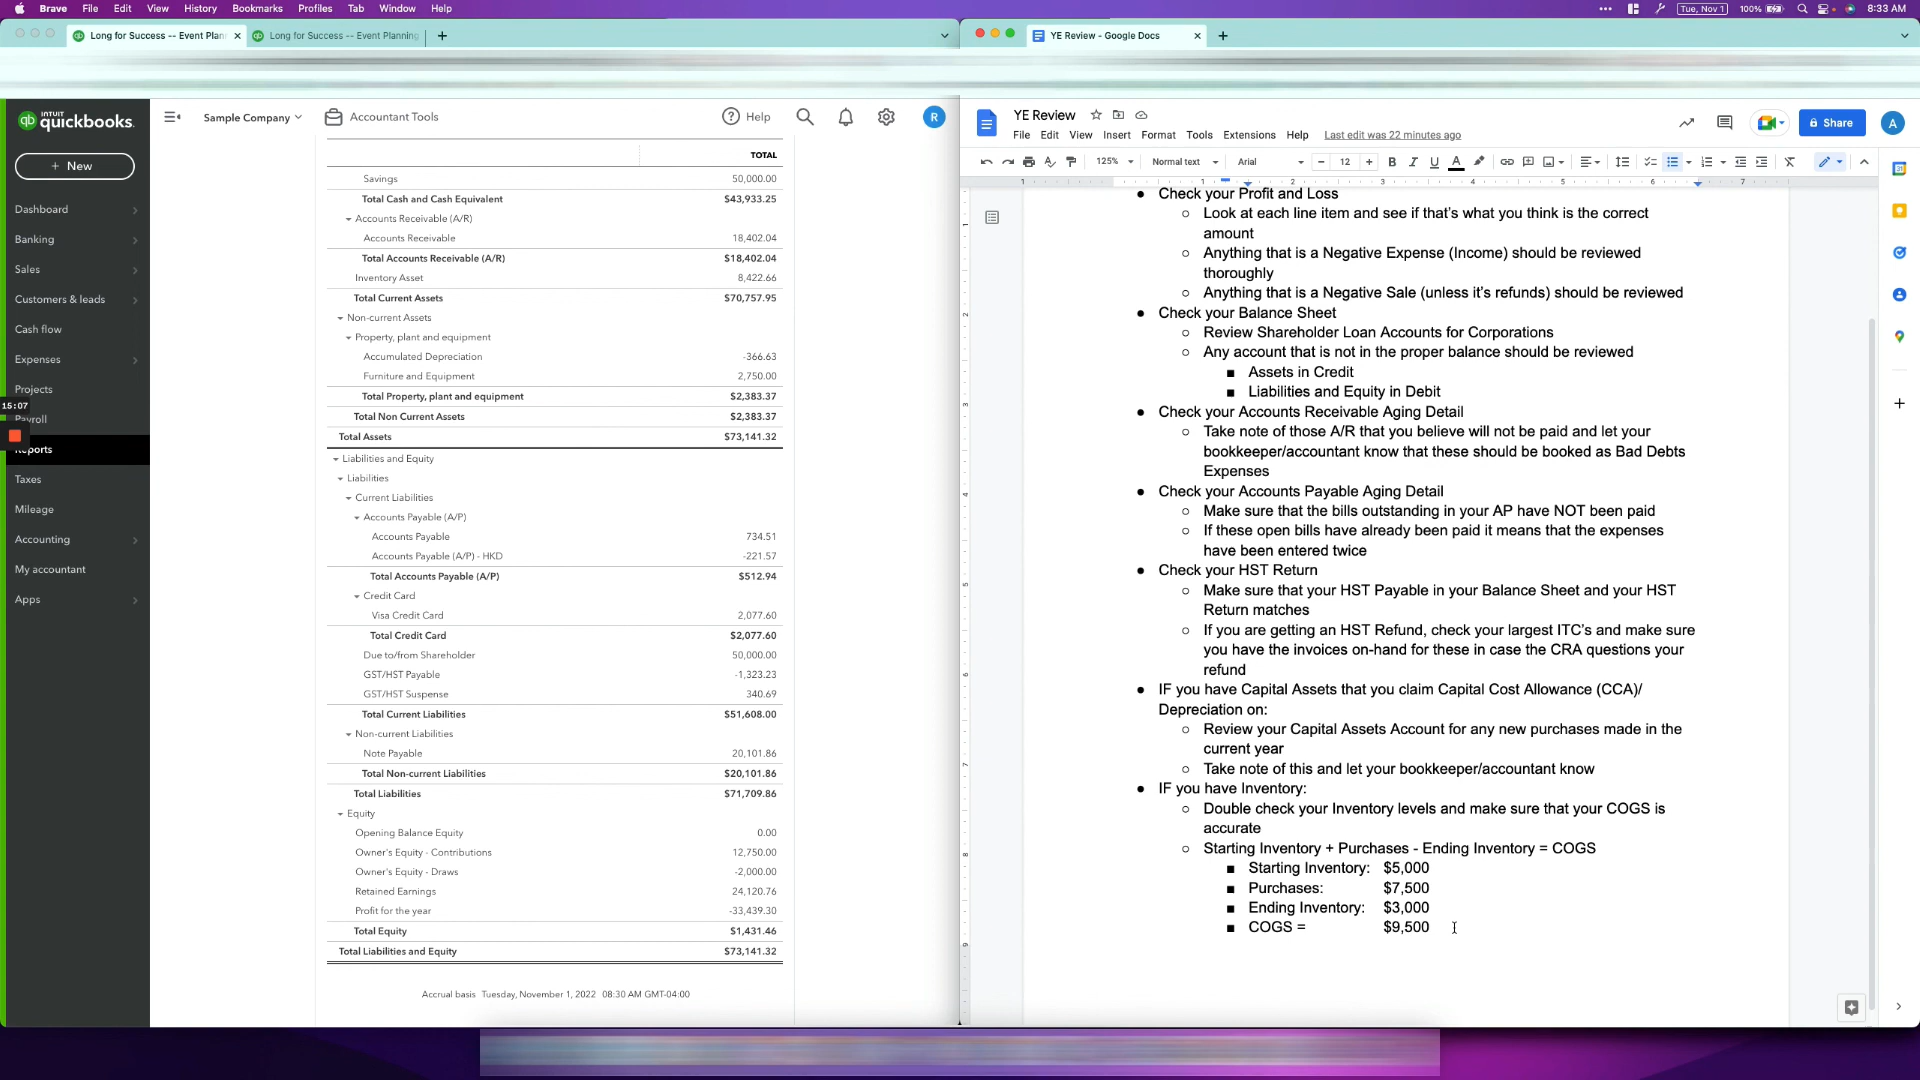 Brave File Edit View History Bookmarks Profiles Tab Window Help
Tue, Nov 1 100% 8:33 AM
Long for Success -- Event Plan
Long for Success -- Event Planning
YE Review - Google Docs
INTUIT
quickbooks.
+ New
Dashboard
Banking
Sales
Customers & leads
Cash flow
Expenses
Projects
15:07
Payroll
Reports
Taxes
Mileage
Accounting
My accountant
Apps
Sample Company
Accountant Tools
Help
R
TOTAL
Savings 50,000.00
Total Cash and Cash Equivalent $43,933.25
Accounts Receivable (A/R)
Accounts Receivable 18,402.04
Total Accounts Receivable (A/R) $18,402.04
Inventory Asset 8,422.66
Total Current Assets $70,757.95
Non-current Assets
Property, plant and equipment
Accumulated Depreciation -366.63
Furniture and Equipment 2,750.00
Total Property, plant and equipment $2,383.37
Total Non Current Assets $2,383.37
Total Assets $73,141.32
Liabilities and Equity
Liabilities
Current Liabilities
Accounts Payable (A/P)
Accounts Payable 734.51
Accounts Payable (A/P) - HKD -221.57
Total Accounts Payable (A/P) $512.94
Credit Card
Visa Credit Card 2,077.60
Total Credit Card $2,077.60
Due to/from Shareholder 50,000.00
GST/HST Payable -1,323.23
GST/HST Suspense 340.69
Total Current Liabilities $51,608.00
Non-current Liabilities
Note Payable 20,101.86
Total Non-current Liabilities $20,101.86
Total Liabilities $71,709.86
Equity
Opening Balance Equity 0.00
Owner's Equity - Contributions 12,750.00
Owner's Equity - Draws -2,000.00
Retained Earnings 24,120.76
Profit for the year -33,439.30
Total Equity $1,431.46
Total Liabilities and Equity $73,141.32
Accrual basis Tuesday, November 1, 2022 08:30 AM GMT-04:00
YE Review
File Edit View Insert Format Tools Extensions Help Last edit was 22 minutes ago
Share
A
125% Normal text Arial 12
● Check your Profit and Loss
○ Look at each line item and see if that's what you think is the correct
amount
○ Anything that is a Negative Expense (Income) should be reviewed
thoroughly
○ Anything that is a Negative Sale (unless it's refunds) should be reviewed
● Check your Balance Sheet
○ Review Shareholder Loan Accounts for Corporations
○ Any account that is not in the proper balance should be reviewed
■ Assets in Credit
■ Liabilities and Equity in Debit
● Check your Accounts Receivable Aging Detail
○ Take note of those A/R that you believe will not be paid and let your
bookkeeper/accountant know that these should be booked as Bad Debts
Expenses
● Check your Accounts Payable Aging Detail
○ Make sure that the bills outstanding in your AP have NOT been paid
○ If these open bills have already been paid it means that the expenses
have been entered twice
● Check your HST Return
○ Make sure that your HST Payable in your Balance Sheet and your HST
Return matches
○ If you are getting an HST Refund, check your largest ITC's and make sure
you have the invoices on-hand for these in case the CRA questions your
refund
● IF you have Capital Assets that you claim Capital Cost Allowance (CCA)/
Depreciation on:
○ Review your Capital Assets Account for any new purchases made in the
current year
○ Take note of this and let your bookkeeper/accountant know
● IF you have Inventory:
○ Double check your Inventory levels and make sure that your COGS is
accurate
○ Starting Inventory + Purchases - Ending Inventory = COGS
■ Starting Inventory: $5,000
■ Purchases: $7,500
■ Ending Inventory: $3,000
■ COGS = $9,500